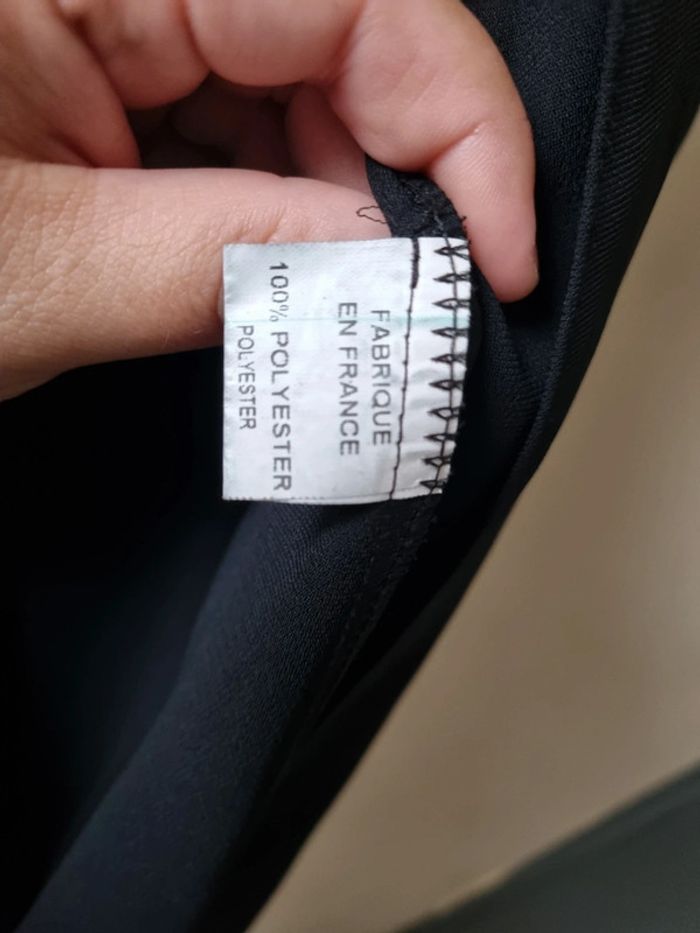 FABRIQUE
EN FRANCE
100% POLYESTER
POLYESTER